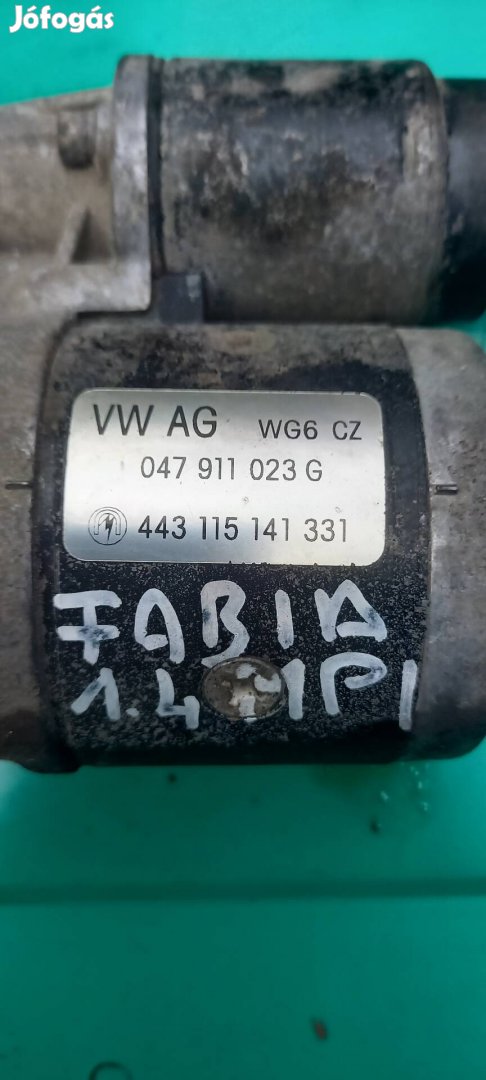 Jófogás
VW AG WG6 CZ
047 911 023 G
443 115 141 331
FABIA
1.4 MPI